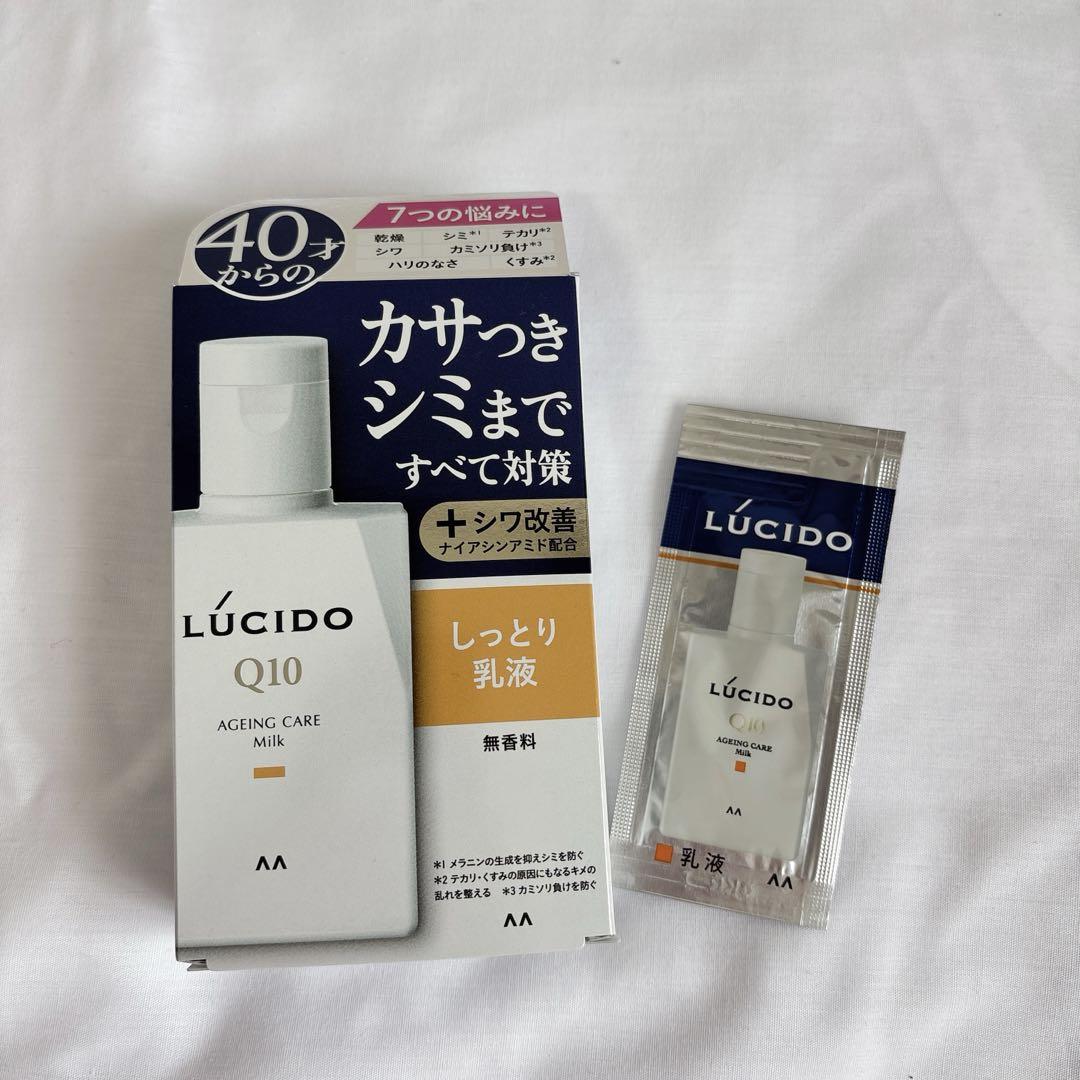 40才
からの
7つの悩みに
乾燥 シミ*1 テカリ*2
シワ カミソリ負け*3
ハリのなさ くすみ*2
カサつき
シミまで
すべて対策
+シワ改善
ナイアシンアミド配合
LÚCIDO
Q10
AGEING CARE
Milk
しっとり
乳液
無香料
*1 メラニンの生成を抑えシミを防ぐ
*2 テカリ・くすみの原因にもなるキメの
乱れを整える *3 カミソリ負けを防ぐ
LÚCIDO
LÚCIDO
Q10
AGEING CARE
Milk
乳液